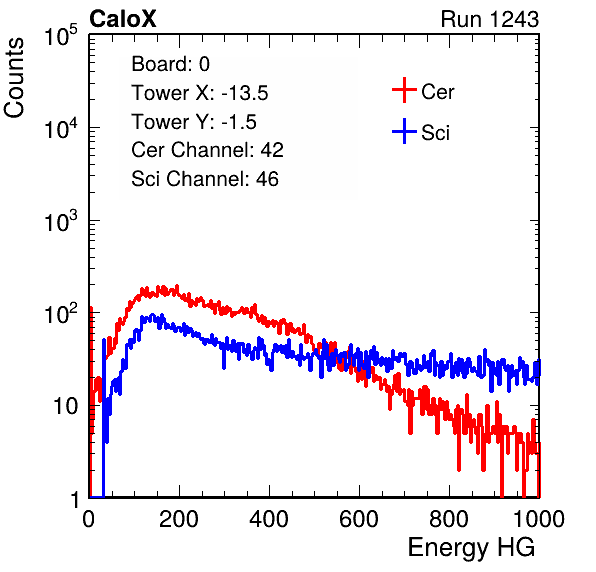 CaloX Run 1243
Counts
10^5
10^4
10^3
10^2
10
1
Board: 0
Tower X: -13.5
Tower Y: -1.5
Cer Channel: 42
Sci Channel: 46
Cer
Sci
0 200 400 600 800 1000
Energy HG